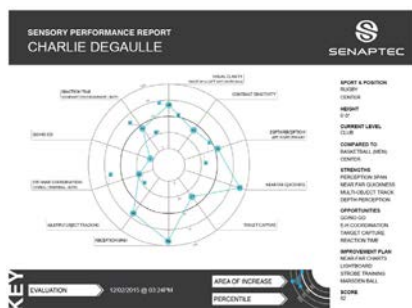 SENSORY PERFORMANCE REPORT
CHARLIE DEGAULLE
SENAPTEC
VISUAL CLARITY
CONTRAST SENSITIVITY
DEPTH PERCEPTION
NEAR FAR QUICKNESS
TARGET CAPTURE
PERCEPTION SPAN
MULTIPLE OBJECT TRACKING
GO/NO GO
REACTION TIME
SPORT & POSITION
RUGBY
CENTER
HEIGHT
CURRENT LEVEL
CLUB
COMPARED TO
BASKETBALL (MEN)
CENTER
STRENGTHS
PERCEPTION SPAN
NEAR FAR QUICKNESS
MULTI-OBJECT TRACK
DEPTH PERCEPTION
OPPORTUNITIES
GO/NO GO
E-H COORDINATION
TARGET CAPTURE
REACTION TIME
IMPROVEMENT PLAN
NEAR-FAR CHARTS
LIGHTBOARD
STROBE TRAINING
MARSDEN BALL
SCORE
62
KEY
EVALUATION
12/02/2015 @ 03:24PM
AREA OF INCREASE
PERCENTILE